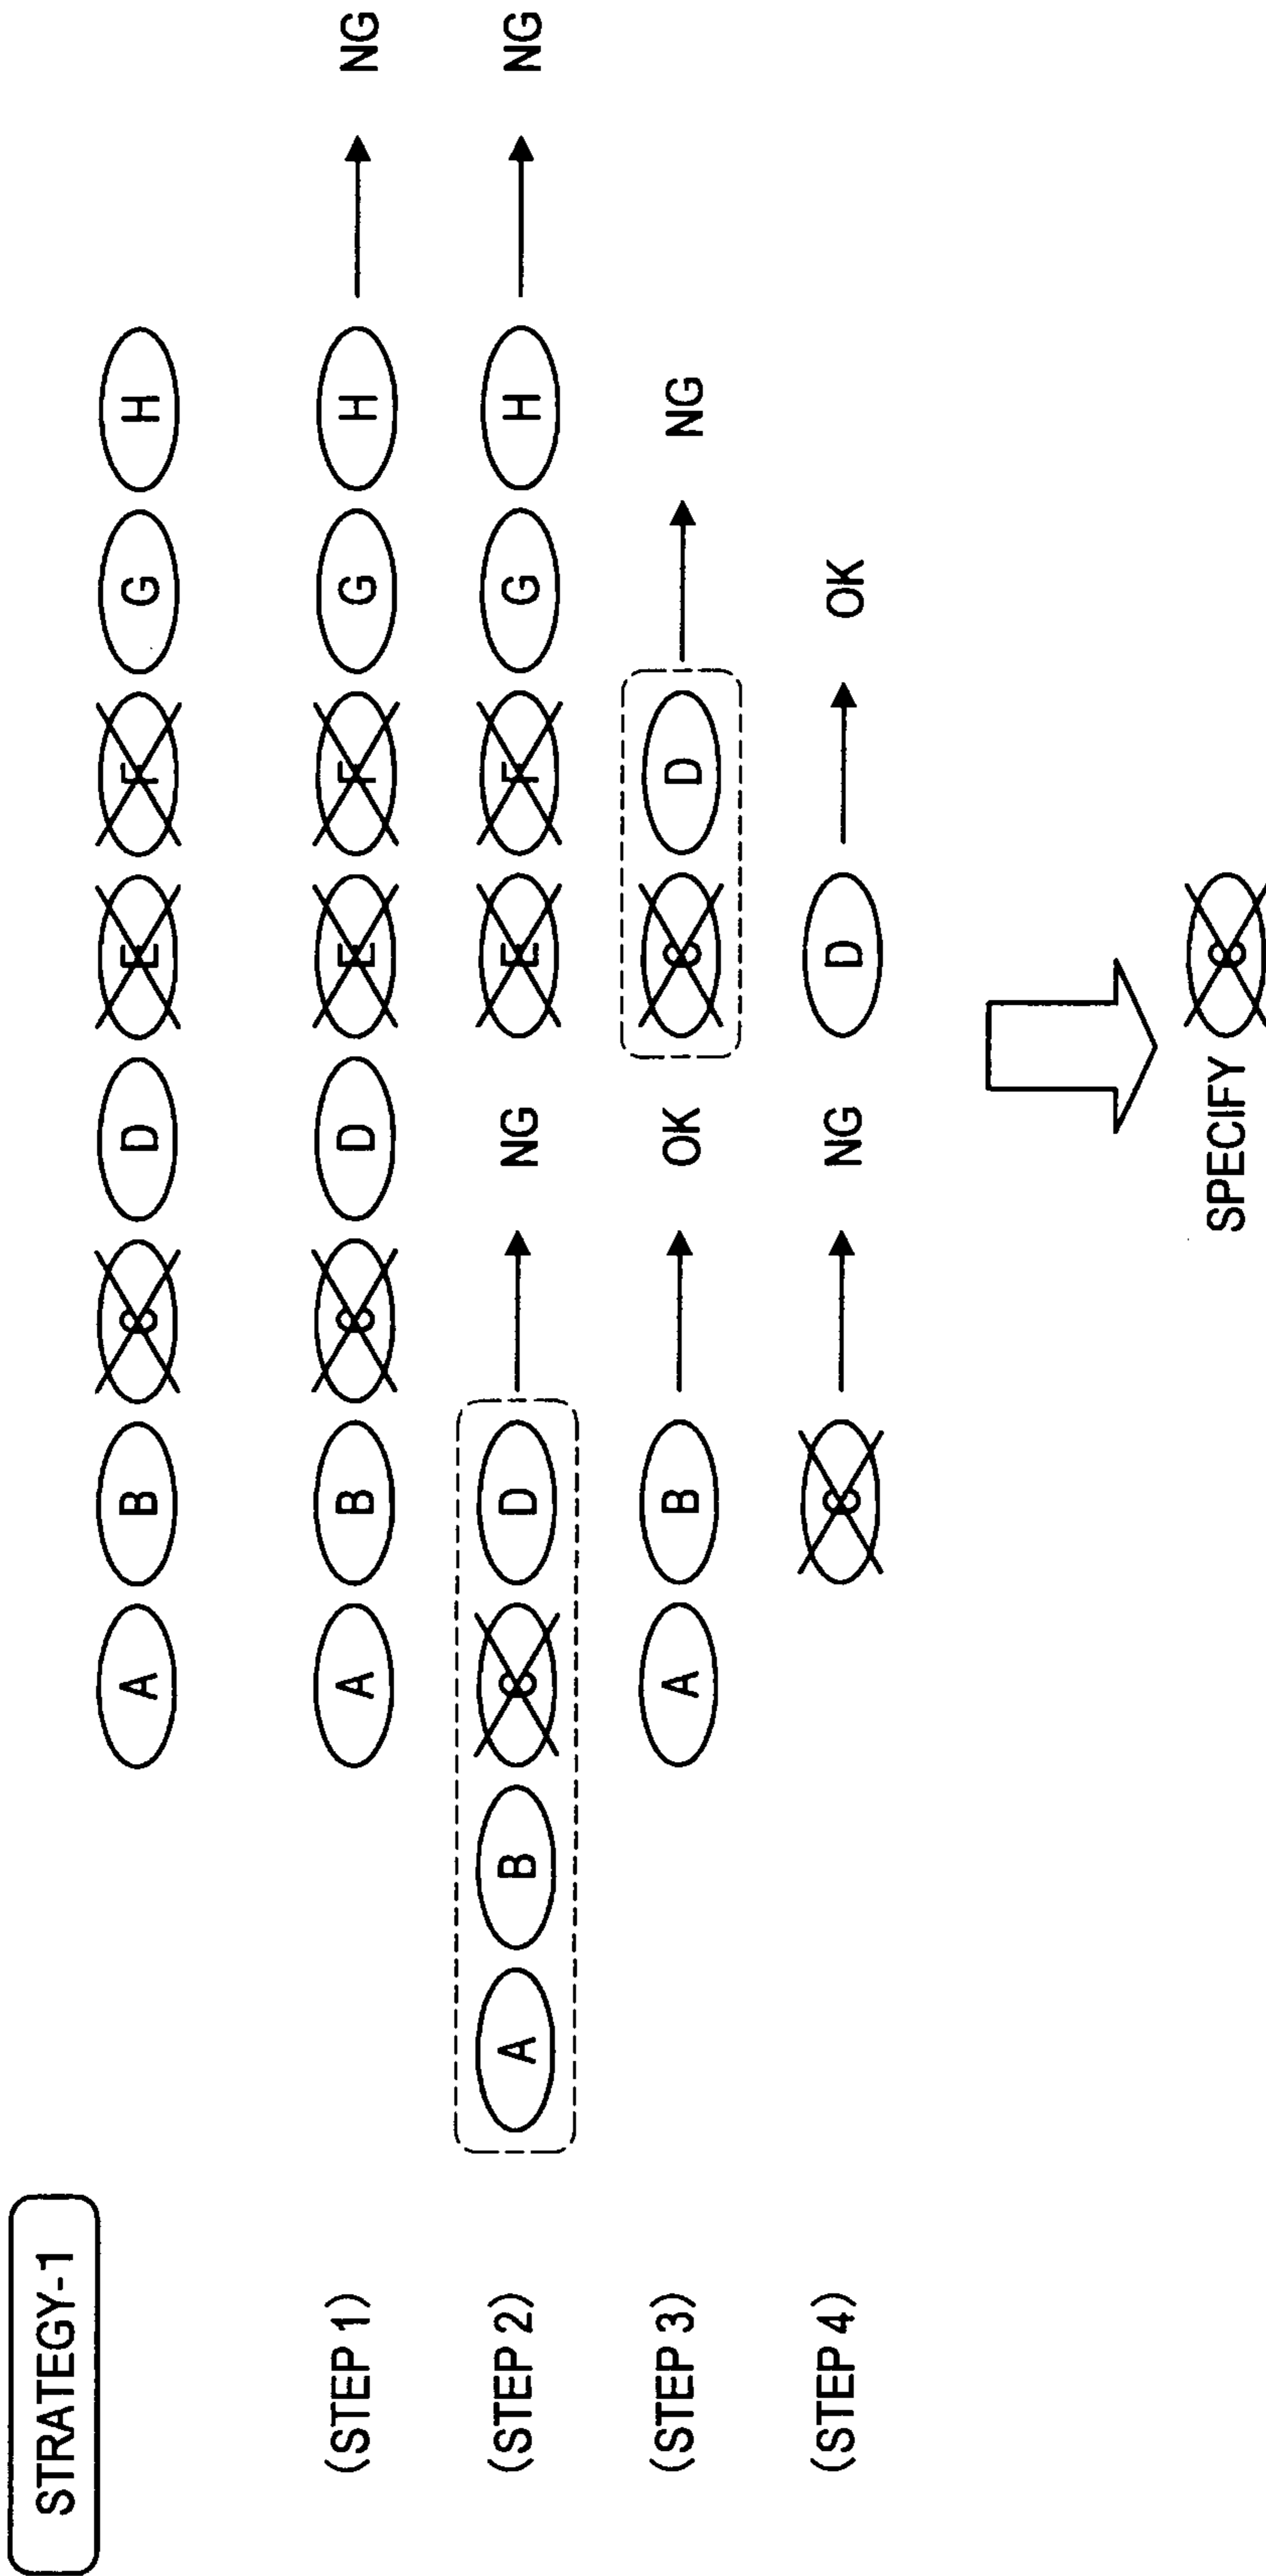 STRATEGY-1
A B C D E F G H
(STEP 1) A B C D E F G H NG
(STEP 2) A B C D NG E F G H NG
(STEP 3) A B OK C D NG
(STEP 4) C NG D OK
SPECIFY C